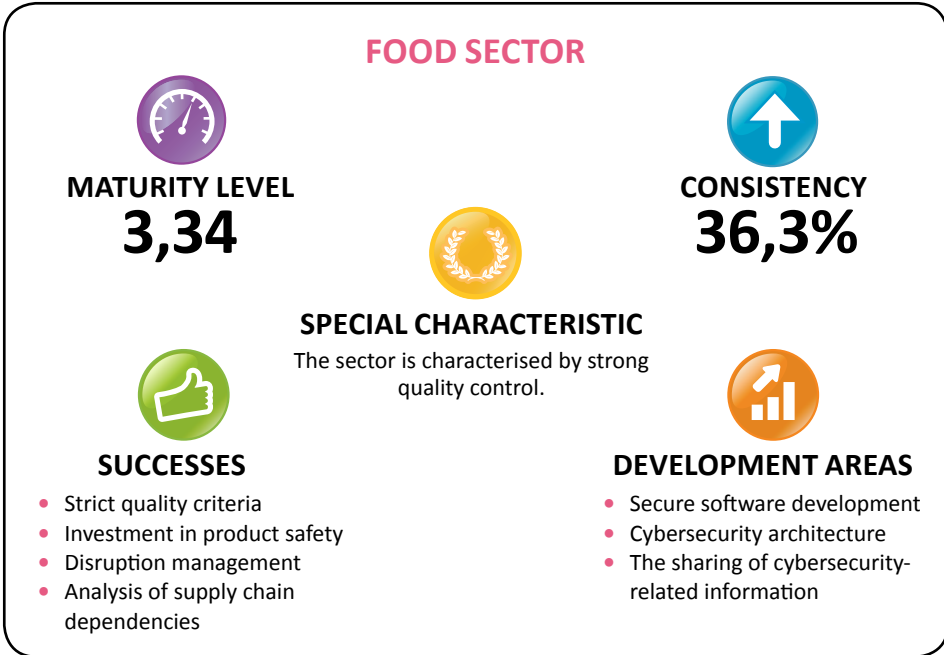 FOOD SECTOR
MATURITY LEVEL
3,34
CONSISTENCY
36,3%
SPECIAL CHARACTERISTIC
The sector is characterised by strong
quality control.
SUCCESSES
• Strict quality criteria
• Investment in product safety
• Disruption management
• Analysis of supply chain
dependencies
DEVELOPMENT AREAS
• Secure software development
• Cybersecurity architecture
• The sharing of cybersecurity-
related information